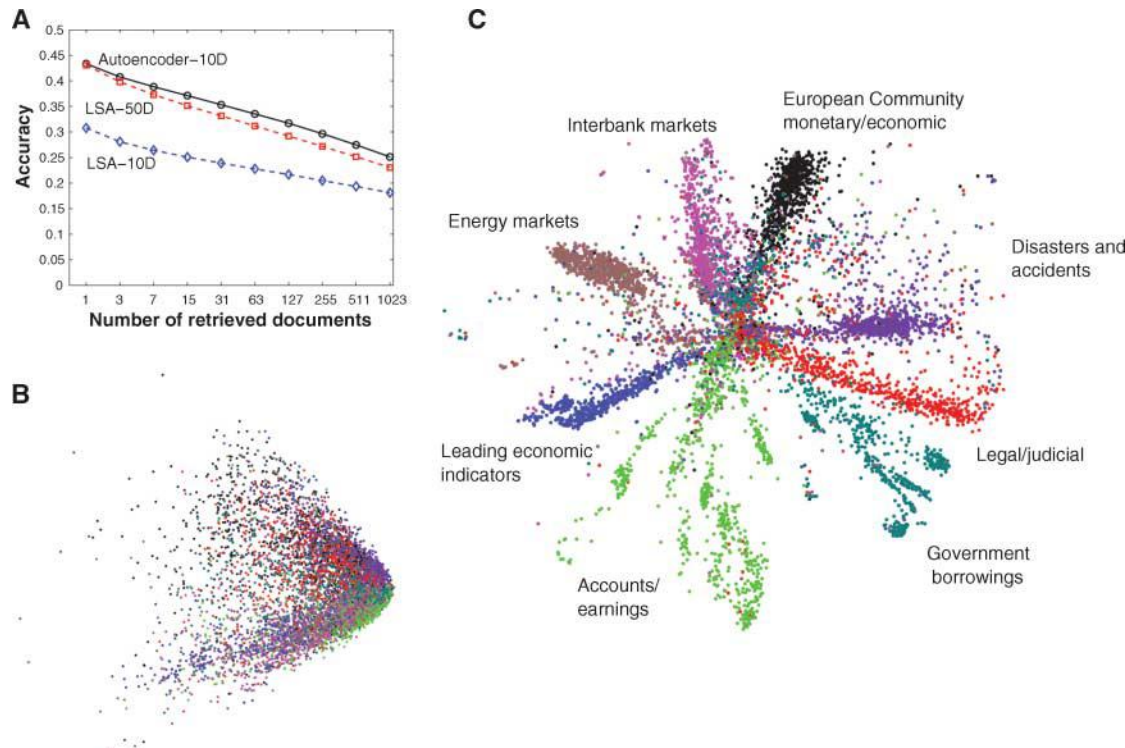 A
Accuracy
0.5
0.45
0.4
0.35
0.3
0.25
0.2
0.15
0.1
0.05
0
Autoencoder-10D
LSA-50D
LSA-10D
1 3 7 15 31 63 127 255 511 1023
Number of retrieved documents
B
C
European Community
monetary/economic
Interbank markets
Energy markets
Disasters and
accidents
Leading economic
indicators
Legal/judicial
Government
borrowings
Accounts/
earnings